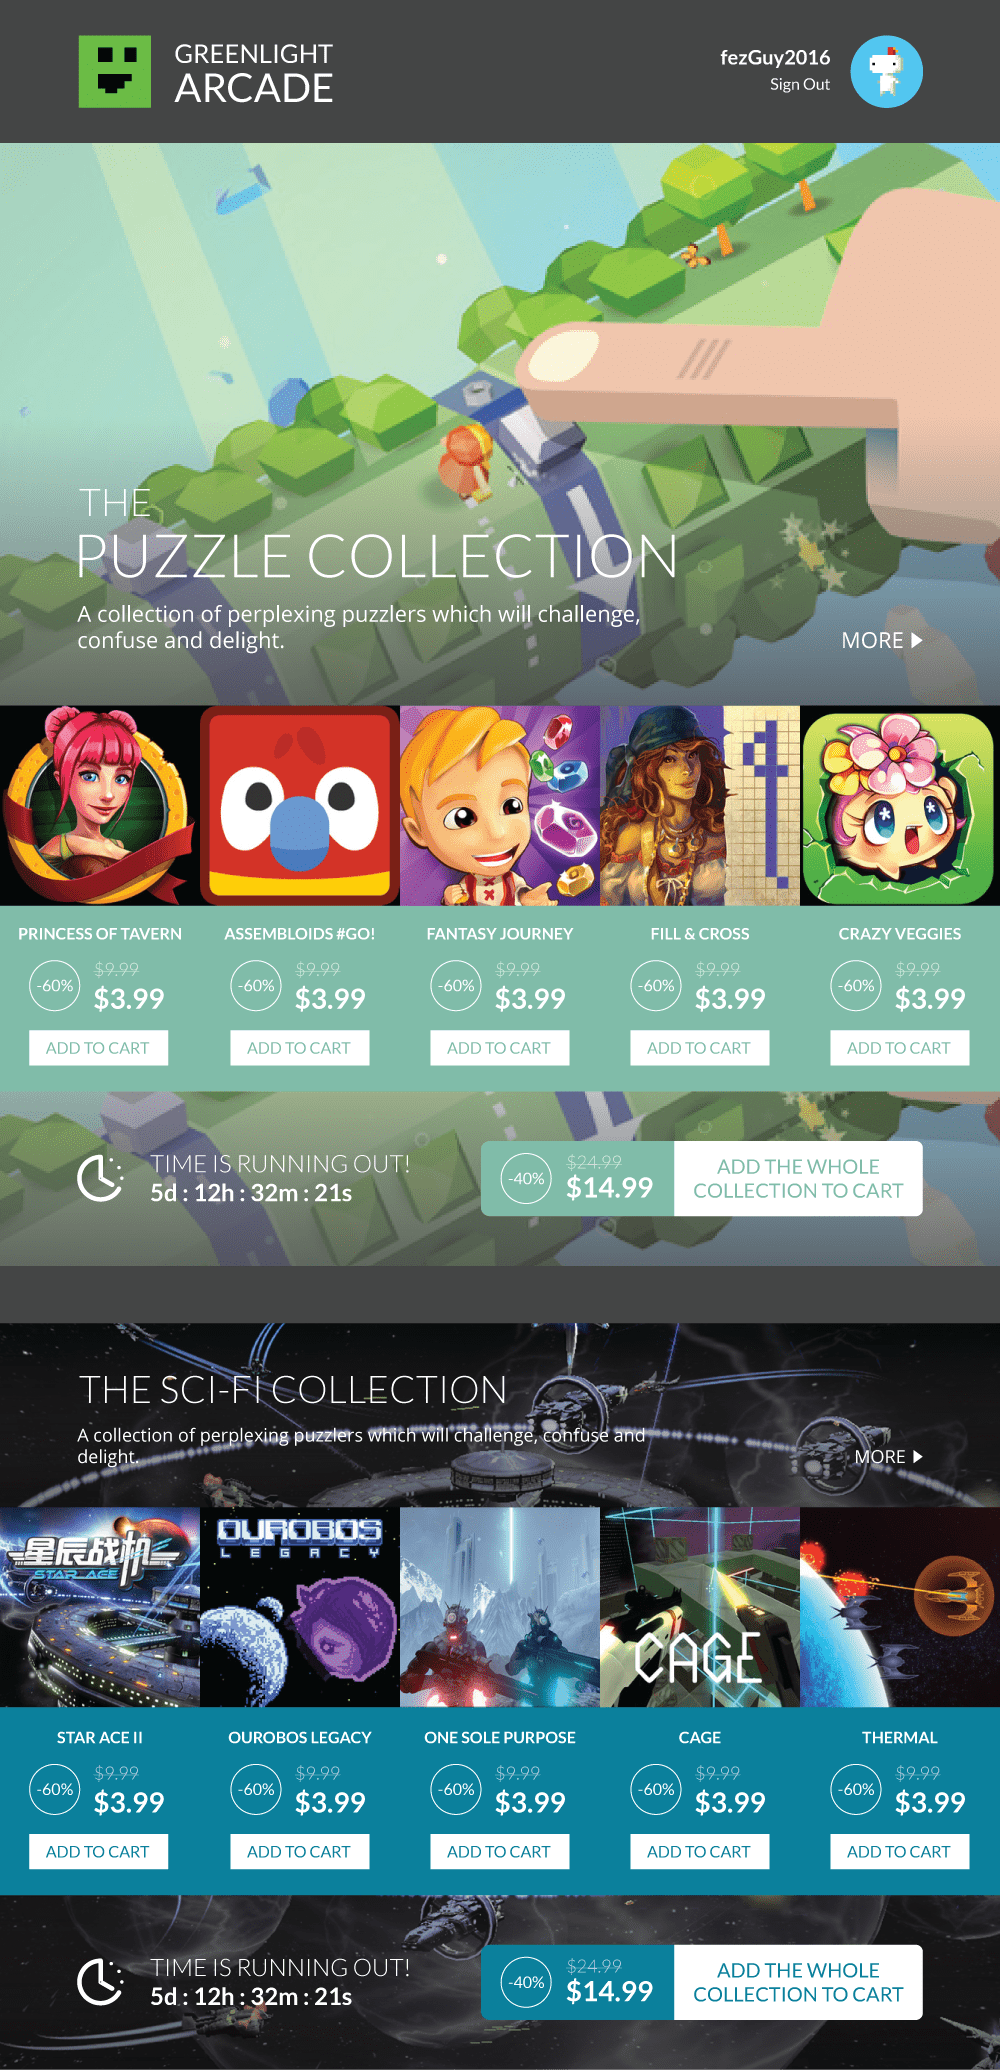 GREENLIGHT
ARCADE
fezGuy2016
Sign Out
THE
PUZZLE COLLECTION
A collection of perplexing puzzlers which will challenge,
confuse and delight.
MORE
PRINCESS OF TAVERN
-60%
$9.99
$3.99
ADD TO CART
ASSEMBLOIDS #GO!
-60%
$9.99
$3.99
ADD TO CART
FANTASY JOURNEY
-60%
$9.99
$3.99
ADD TO CART
FILL & CROSS
-60%
$9.99
$3.99
ADD TO CART
CRAZY VEGGIES
-60%
$9.99
$3.99
ADD TO CART
TIME IS RUNNING OUT!
5d : 12h : 32m : 21s
-40%
$24.99
$14.99
ADD THE WHOLE
COLLECTION TO CART
THE SCI-FI COLLECTION
A collection of perplexing puzzlers which will challenge, confuse and
delight.
MORE
星辰战机
STAR ACE
OUROBOS
LEGACY
CAGE
STAR ACE II
-60%
$9.99
$3.99
ADD TO CART
OUROBOS LEGACY
-60%
$9.99
$3.99
ADD TO CART
ONE SOLE PURPOSE
-60%
$9.99
$3.99
ADD TO CART
CAGE
-60%
$9.99
$3.99
ADD TO CART
THERMAL
-60%
$9.99
$3.99
ADD TO CART
TIME IS RUNNING OUT!
5d : 12h : 32m : 21s
-40%
$24.99
$14.99
ADD THE WHOLE
COLLECTION TO CART